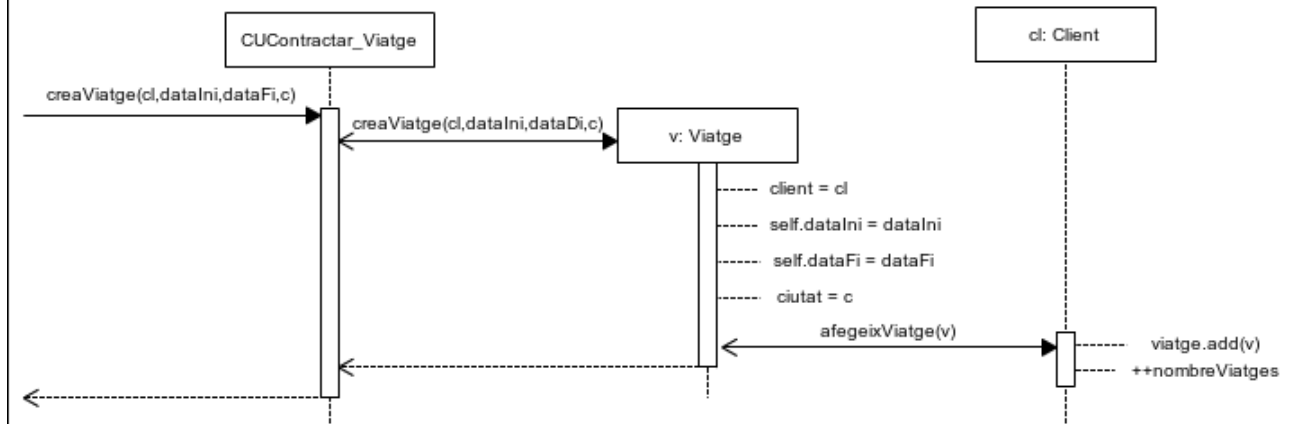 CUContractar_Viatge
cl: Client
creaViatge(cl,dataIni,dataFi,c)
creaViatge(cl,dataIni,dataDi,c)
v: Viatge
client = cl
self.dataIni = dataIni
self.dataFi = dataFi
ciutat = c
afegeixViatge(v)
viatge.add(v)
++nombreViatges